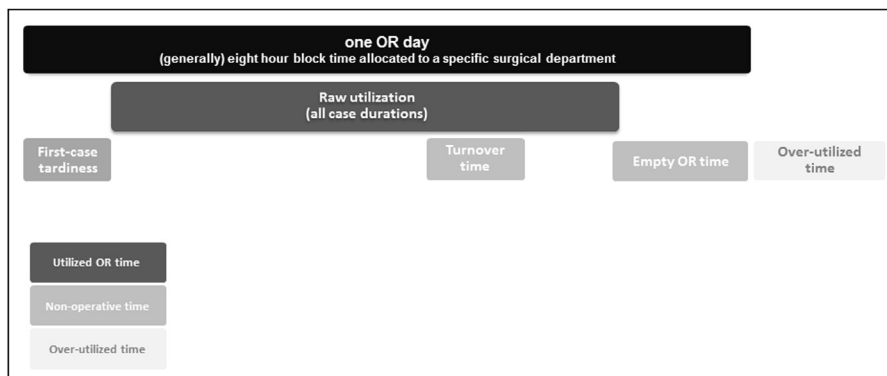 one OR day
(generally) eight hour block time allocated to a specific surgical department
Raw utilization
(all case durations)
First-case
tardiness
Turnover
time
Empty OR time
Over-utilized
time
Utilized OR time
Non-operative time
Over-utilized time